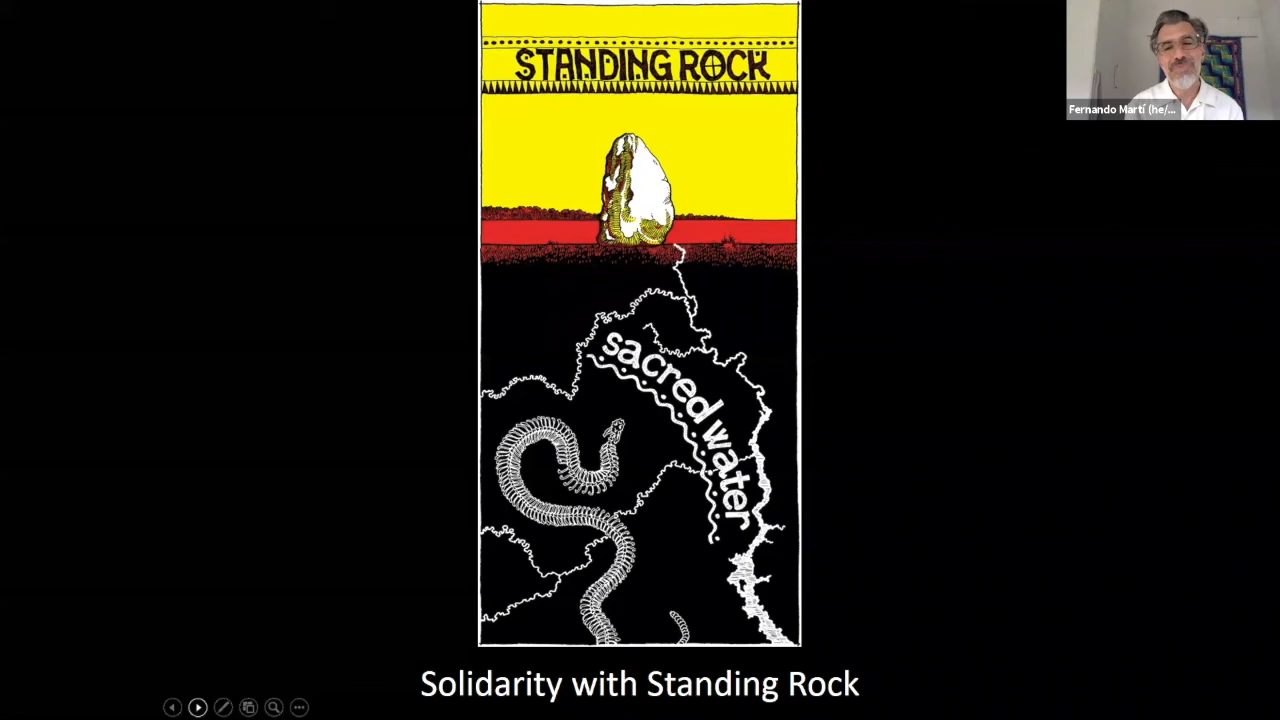 STANDING ROCK
Fernando Martí (he/...
sacred water
Solidarity with Standing Rock